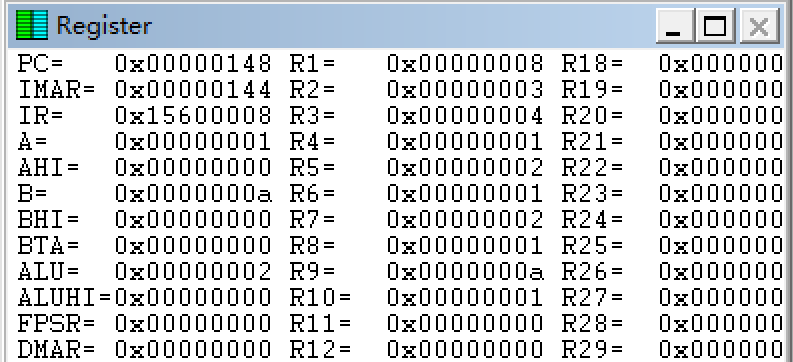 Register
PC= 0x00000148 R1= 0x00000008 R18= 0x000000
IMAR= 0x00000144 R2= 0x00000003 R19= 0x000000
IR= 0x15600008 R3= 0x00000004 R20= 0x000000
A= 0x00000001 R4= 0x00000001 R21= 0x000000
AHI= 0x00000000 R5= 0x00000002 R22= 0x000000
B= 0x0000000a R6= 0x00000001 R23= 0x000000
BHI= 0x00000000 R7= 0x00000002 R24= 0x000000
BTA= 0x00000000 R8= 0x00000001 R25= 0x000000
ALU= 0x00000002 R9= 0x0000000a R26= 0x000000
ALUHI=0x00000000 R10= 0x00000001 R27= 0x000000
FPSR= 0x00000000 R11= 0x00000000 R28= 0x000000
DMAR= 0x00000000 R12= 0x00000001 R29= 0x000000